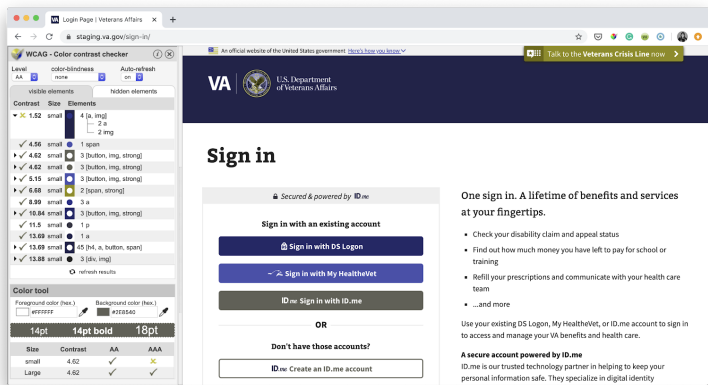 Login Page | Veterans Affairs
staging.va.gov/sign-in/
WCAG - Color contrast checker
Level color-blindness Auto-refresh
AA none on
visible elements hidden elements
Contrast Size Elements
1.52 small 4 [a, img]
2 a
2 img
4.56 small 1 span
4.62 small 3 [button, img, strong]
4.62 small 3 [button, img, strong]
5.15 small 3 [button, img, strong]
6.68 small 2 [span, strong]
8.99 small 3 a
10.84 small 3 [button, img, strong]
11.5 small 1 p
13.69 small 1 a
13.69 small 45 [h4, a, button, span]
13.88 small 3 [div, img]
refresh results
Color tool
Foreground color (hex.) Background color (hex.)
#FFFFFF #2E8540
14pt 14pt bold 18pt
Size Contrast AA AAA
small 4.62
Large 4.62
An official website of the United States government Here's how you know
Talk to the Veterans Crisis Line now
VA
U.S. Department
of Veterans Affairs
Sign in
Secured & powered by ID.me
Sign in with an existing account
Sign in with DS Logon
Sign in with My HealtheVet
ID.me Sign in with ID.me
OR
Don't have those accounts?
ID.me Create an ID.me account
One sign in. A lifetime of benefits and services
at your fingertips.
Check your disability claim and appeal status
Find out how much money you have left to pay for school or
training
Refill your prescriptions and communicate with your health care
team
...and more
Use your existing DS Logon, My HealtheVet, or ID.me account to sign in
to access and manage your VA benefits and health care.
A secure account powered by ID.me
ID.me is our trusted technology partner in helping to keep your
personal information safe. They specialize in digital identity